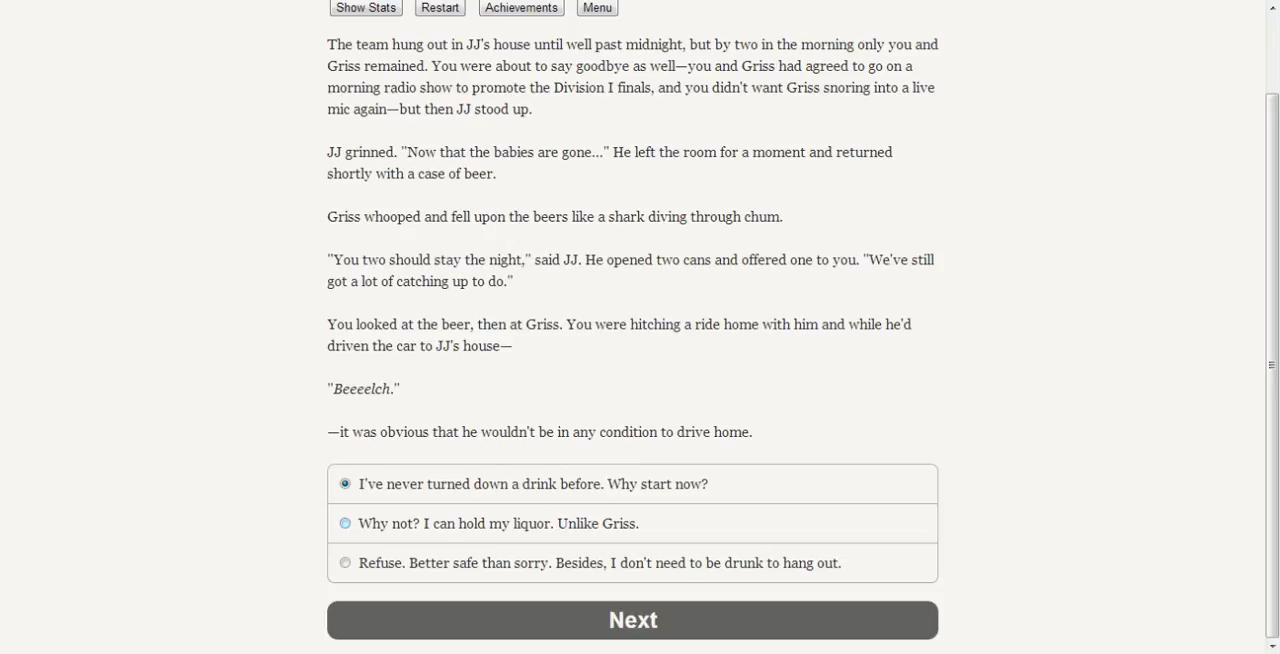 Show Stats Restart Achievements Menu
The team hung out in JJ's house until well past midnight, but by two in the morning only you and
Griss remained. You were about to say goodbye as well—you and Griss had agreed to go on a
morning radio show to promote the Division I finals, and you didn't want Griss snoring into a live
mic again—but then JJ stood up.
JJ grinned. "Now that the babies are gone..." He left the room for a moment and returned
shortly with a case of beer.
Griss whooped and fell upon the beers like a shark diving through chum.
"You two should stay the night," said JJ. He opened two cans and offered one to you. "We've still
got a lot of catching up to do."
You looked at the beer, then at Griss. You were hitching a ride home with him and while he'd
driven the car to JJ's house—
"Beeeelch."
—it was obvious that he wouldn't be in any condition to drive home.
I've never turned down a drink before. Why start now?
Why not? I can hold my liquor. Unlike Griss.
Refuse. Better safe than sorry. Besides, I don't need to be drunk to hang out.
Next